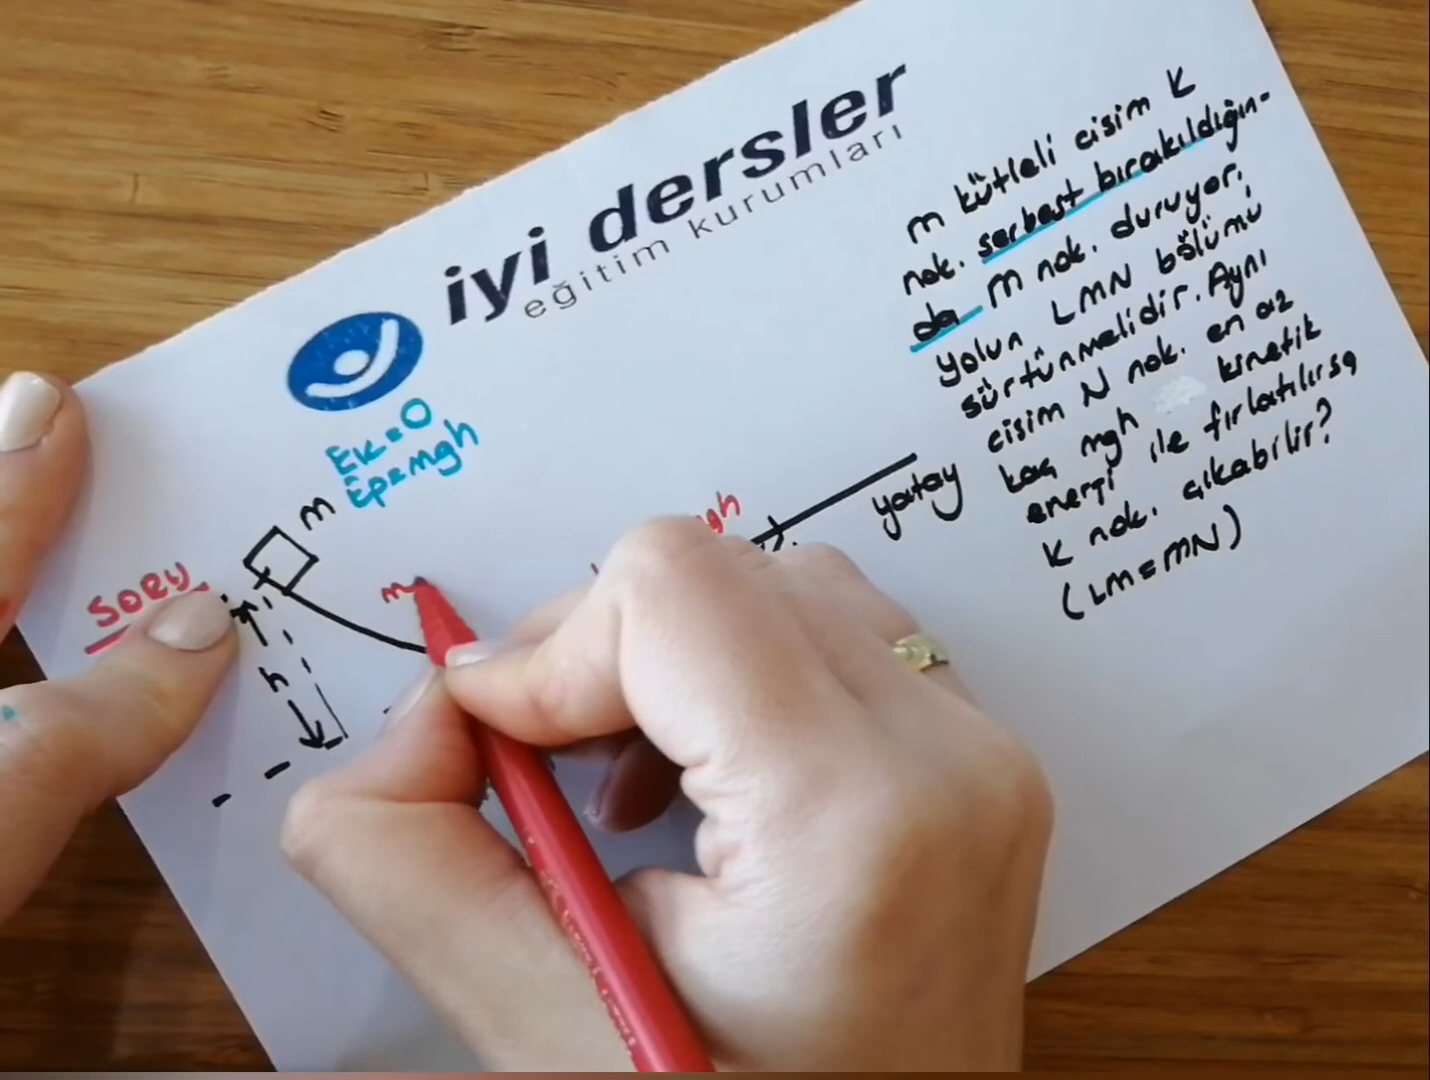 iyi dersler
eğitim kurumları
m kütleli cisim K
nok. serbest bırakıldığın-
da M nok. duruyor.
yolun LMN bölümü
sürtünmelidir. Aynı
cisim N nok. en az
kaç mgh kinetik
enerji ile fırlatılırsa
K nok. çıkabilir?
(LM=MN)
Ek=0
Ep=mgh
m
SORU
h
yatay